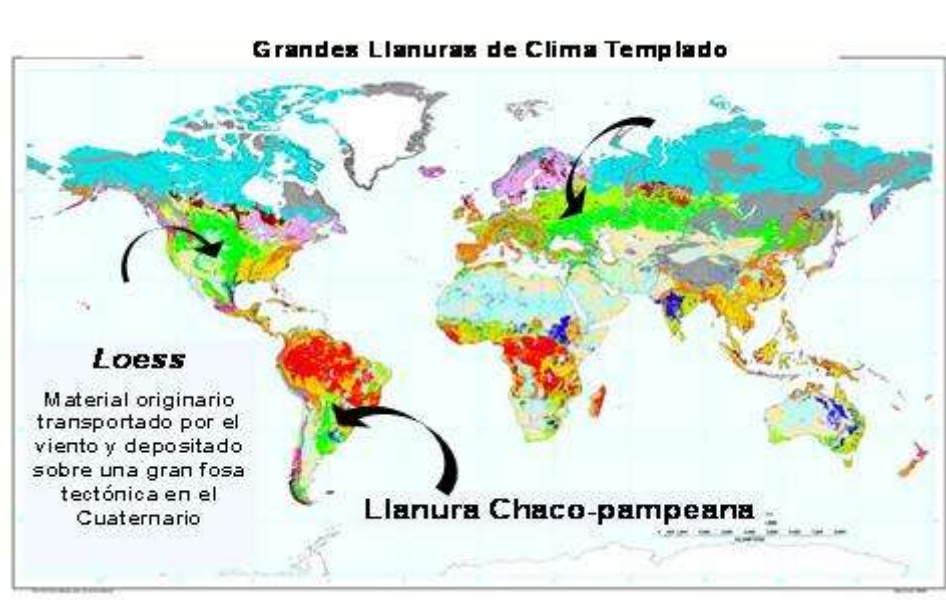 Grandes Llanuras de Clima Templado
Loess
Material originario
transportado por el
viento y depositado
sobre una gran fosa
tectónica en el
Cuaternario
Llanura Chaco-pampeana